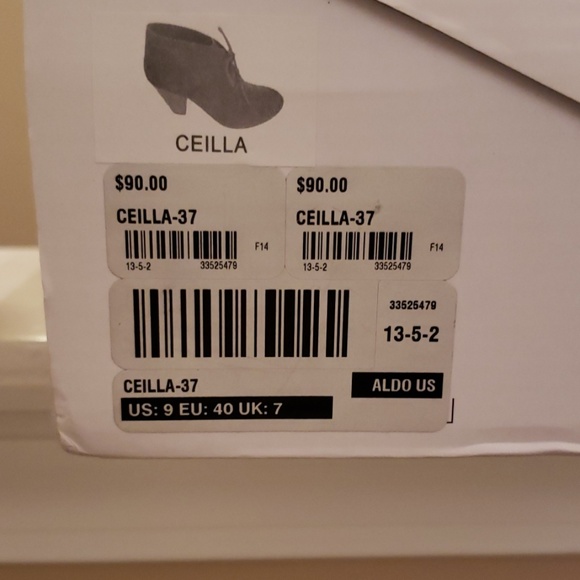 CEILLA
$90.00
CEILLA-37
F14
13-5-2 33525479
$90.00
CEILLA-37
F14
13-5-2 33525479
33525479
13-5-2
CEILLA-37
ALDO US
US: 9 EU: 40 UK: 7